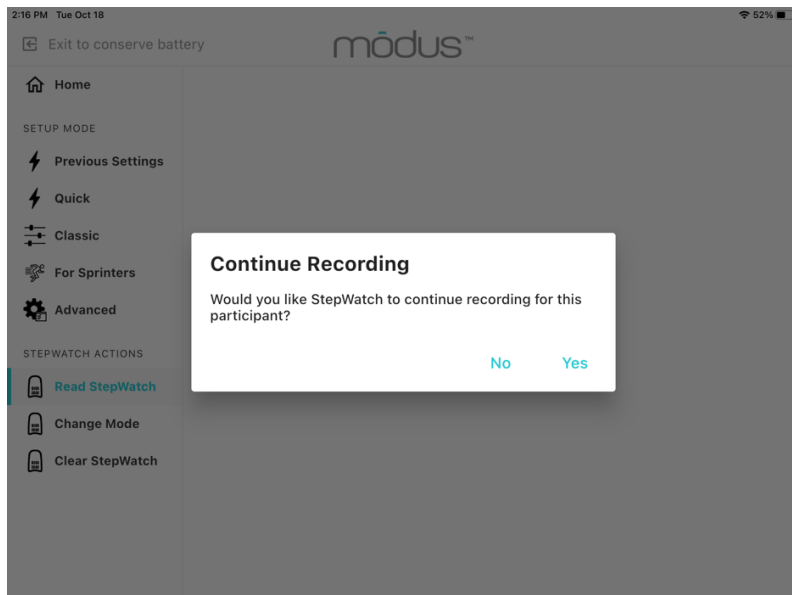 2:16 PM Tue Oct 18
52%
Exit to conserve battery
mōdus™
Home
SETUP MODE
Previous Settings
Quick
Classic
For Sprinters
Advanced
STEPWATCH ACTIONS
Read StepWatch
Change Mode
Clear StepWatch
Continue Recording
Would you like StepWatch to continue recording for this
participant?
No Yes